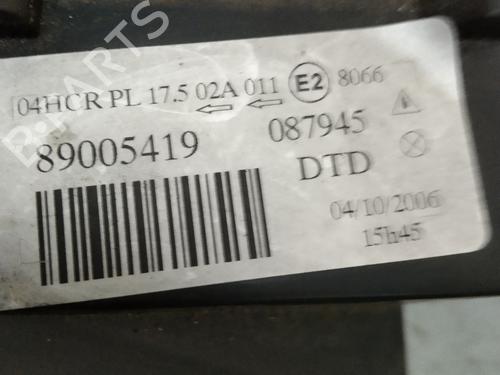 04HCR PL 17.5 02A 011 E2 8066
89005419 087945
DTD
04/10/2006
15h45
B-PARTS